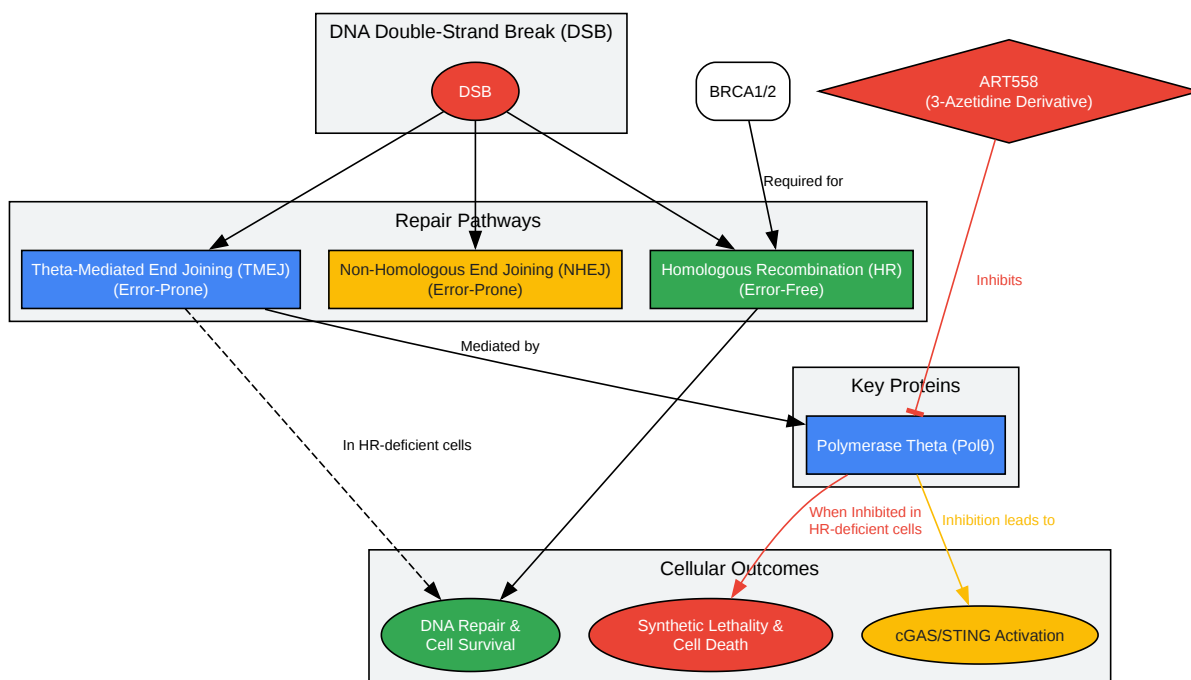 DNA Double-Strand Break (DSB)
DSB
BRCA1/2
ART558
(3-Azetidine Derivative)
Required for
Repair Pathways
Theta-Mediated End Joining (TMEJ)
(Error-Prone)
Non-Homologous End Joining (NHEJ)
(Error-Prone)
Homologous Recombination (HR)
(Error-Free)
Inhibits
Mediated by
Key Proteins
Polymerase Theta (Polθ)
In HR-deficient cells
When Inhibited in
HR-deficient cells
Inhibition leads to
Cellular Outcomes
DNA Repair &
Cell Survival
Synthetic Lethality &
Cell Death
cGAS/STING Activation